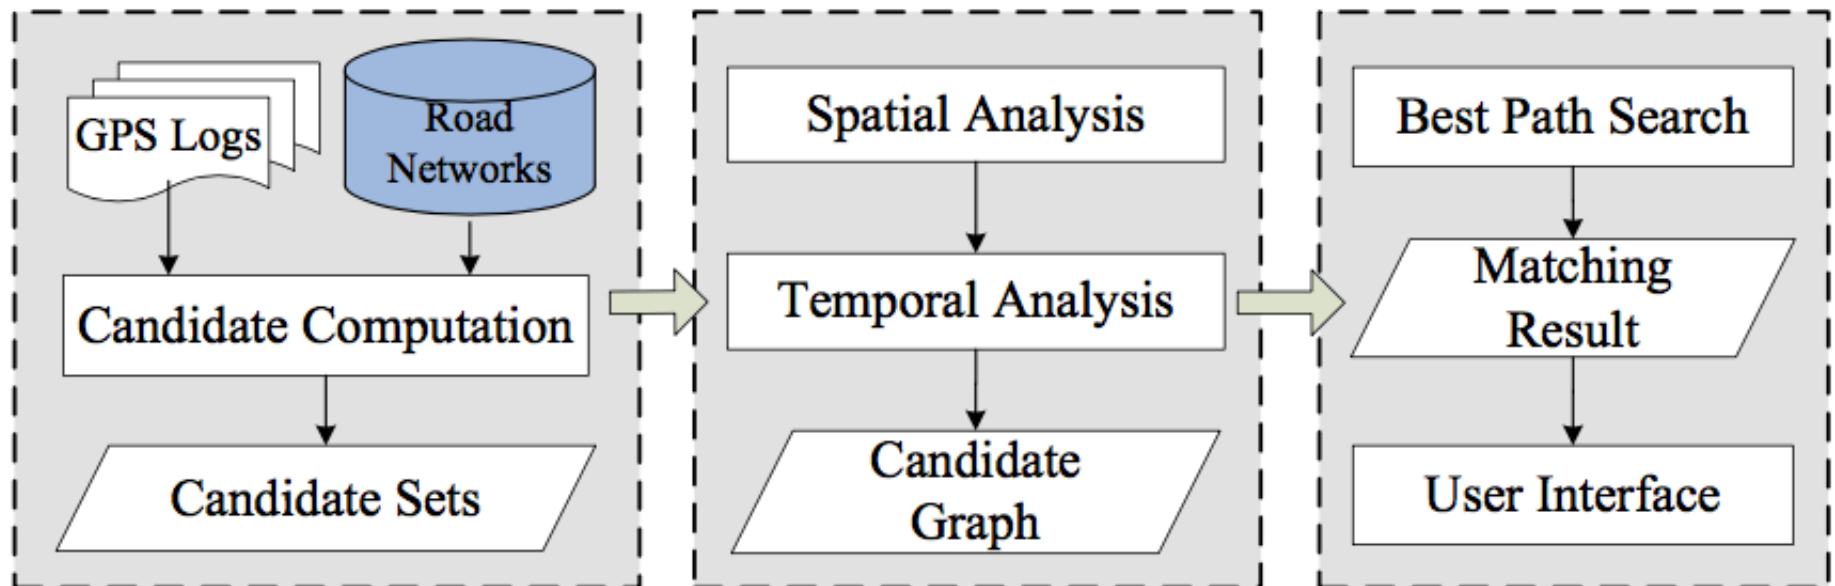 GPS Logs
Road
Networks
Candidate Computation
Candidate Sets
Spatial Analysis
Temporal Analysis
Candidate
Graph
Best Path Search
Matching
Result
User Interface